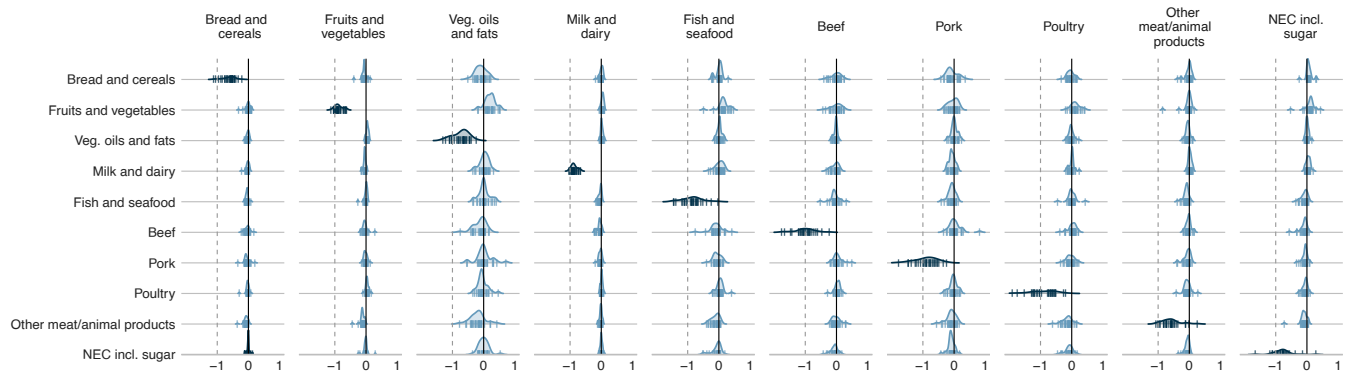 Bread and cereals
Fruits and vegetables
Veg. oils and fats
Milk and dairy
Fish and seafood
Beef
Pork
Poultry
Other meat/animal products
NEC incl. sugar
Bread and cereals
Fruits and vegetables
Veg. oils and fats
Milk and dairy
Fish and seafood
Beef
Pork
Poultry
Other meat/animal products
NEC incl. sugar
−1 0 1 −1 0 1 −1 0 1 −1 0 1 −1 0 1 −1 0 1 −1 0 1 −1 0 1 −1 0 1 −1 0 1